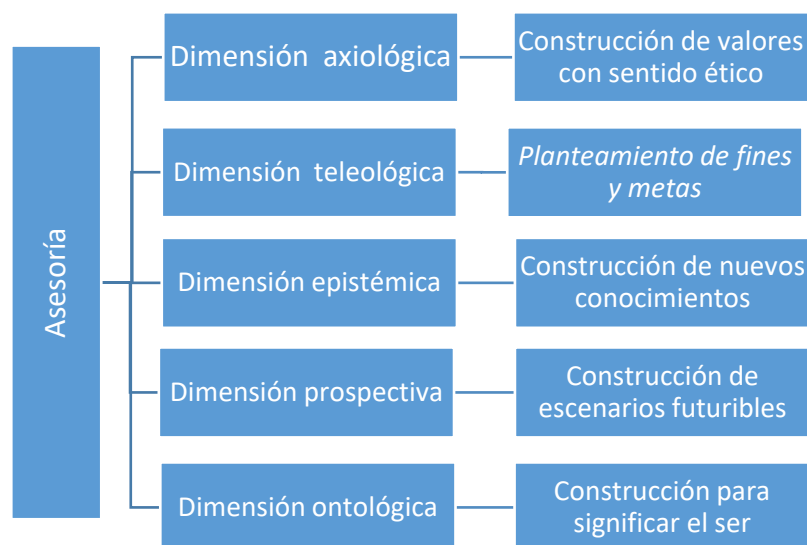 Asesoría
Dimensión axiológica
Construcción de valores
con sentido ético
Dimensión teleológica
Planteamiento de fines
y metas
Dimensión epistémica
Construcción de nuevos
conocimientos
Dimensión prospectiva
Construcción de
escenarios futuribles
Dimensión ontológica
Construcción para
significar el ser